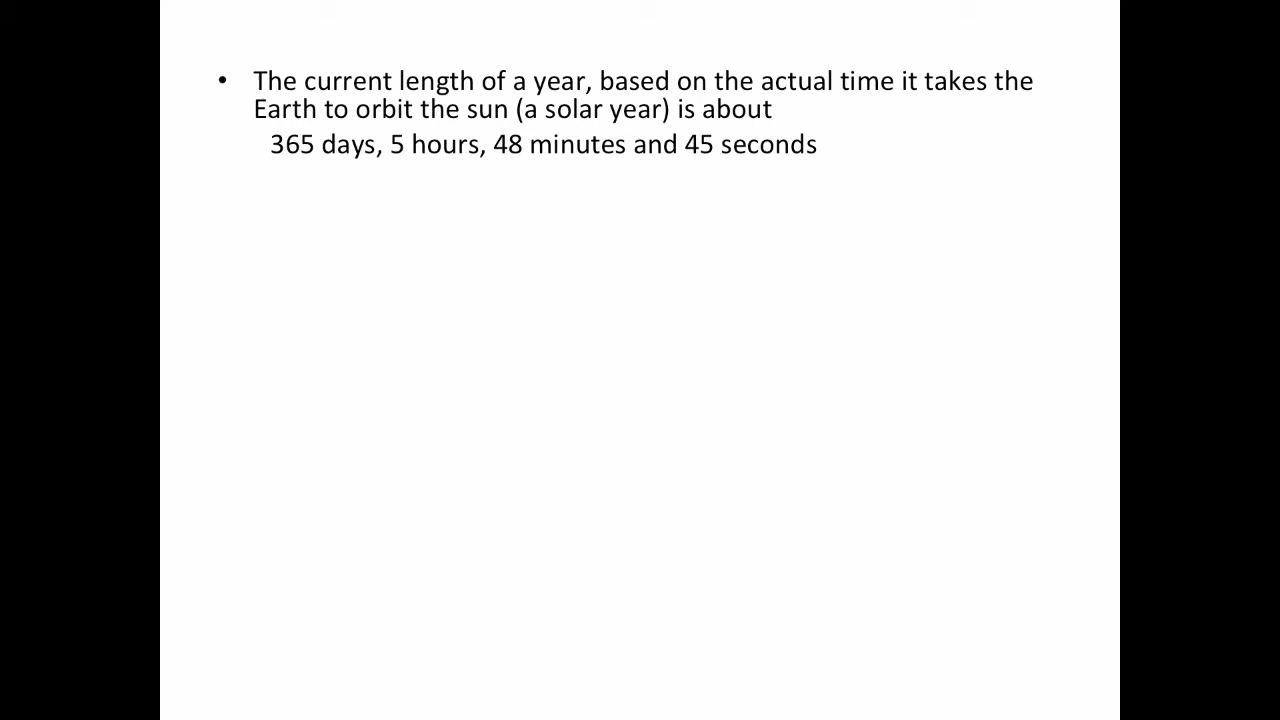 • The current length of a year, based on the actual time it takes the
Earth to orbit the sun (a solar year) is about
365 days, 5 hours, 48 minutes and 45 seconds